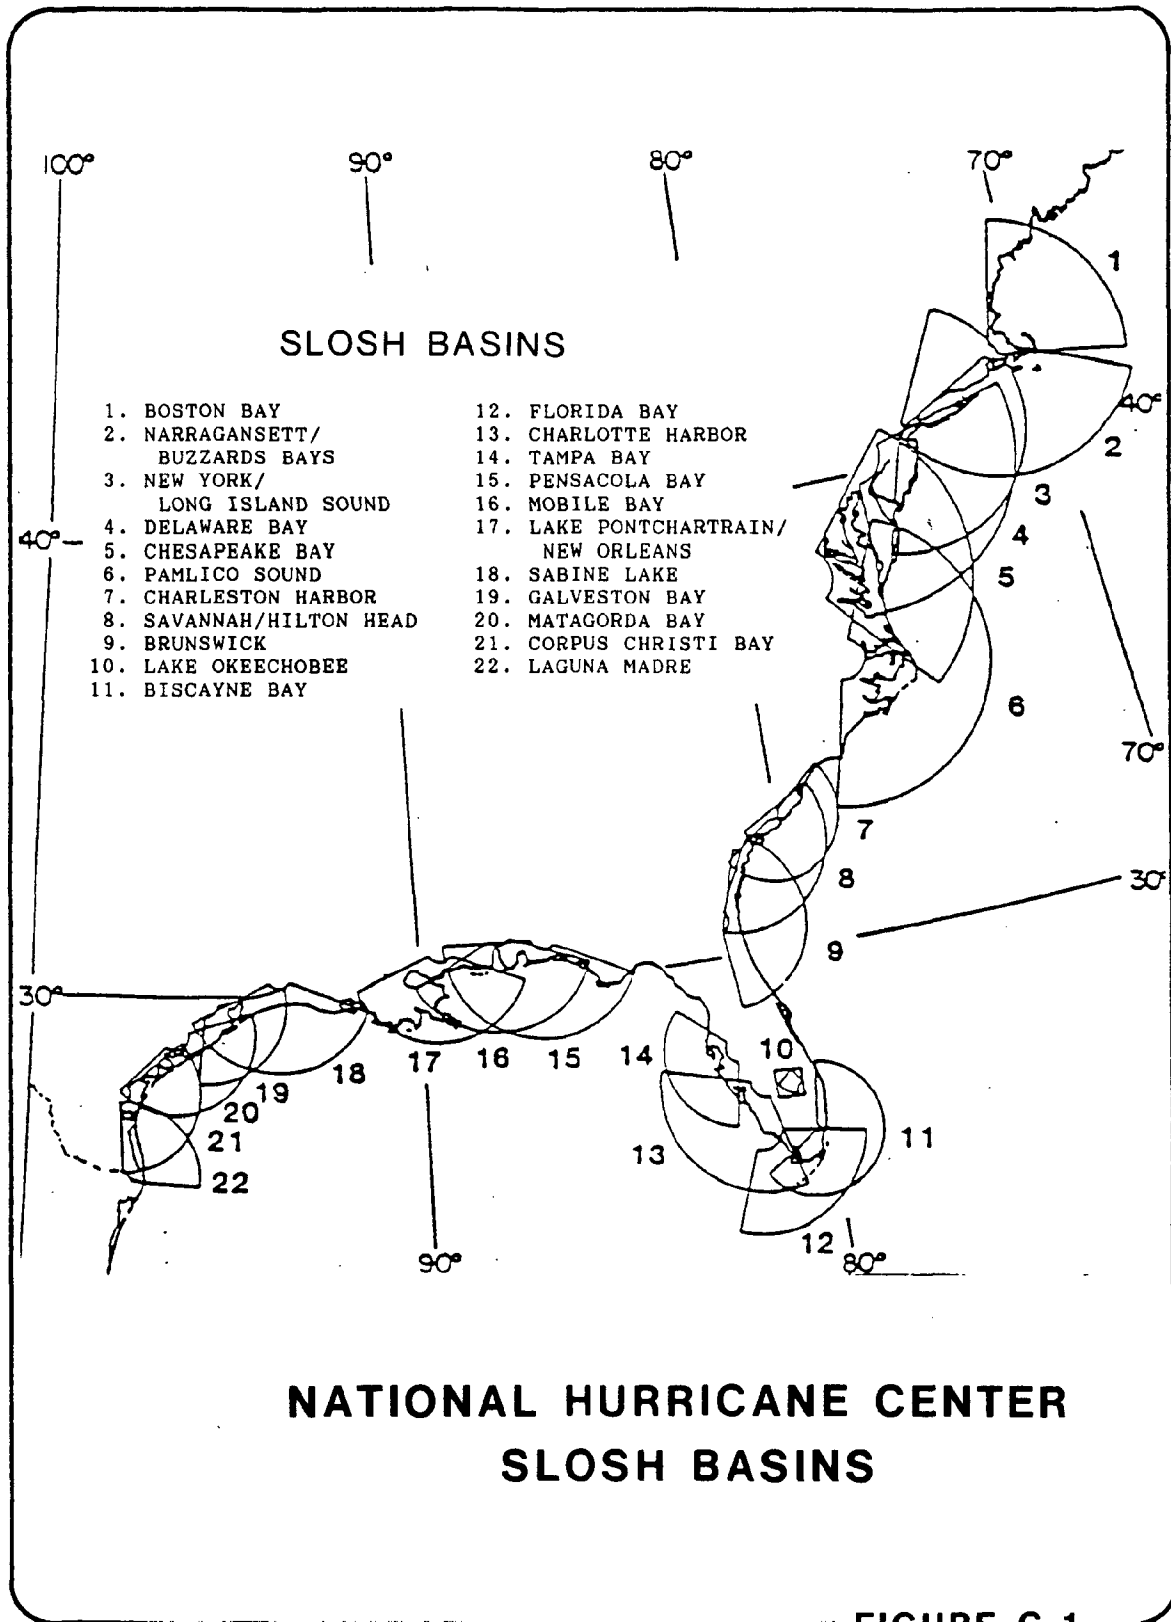 100° 90° 80° 70°
1
SLOSH BASINS
1. BOSTON BAY
2. NARRAGANSETT/
BUZZARDS BAYS
3. NEW YORK/
LONG ISLAND SOUND
4. DELAWARE BAY
5. CHESAPEAKE BAY
6. PAMLICO SOUND
7. CHARLESTON HARBOR
8. SAVANNAH/HILTON HEAD
9. BRUNSWICK
10. LAKE OKEECHOBEE
11. BISCAYNE BAY
12. FLORIDA BAY
13. CHARLOTTE HARBOR
14. TAMPA BAY
15. PENSACOLA BAY
16. MOBILE BAY
17. LAKE PONTCHARTRAIN/
NEW ORLEANS
18. SABINE LAKE
19. GALVESTON BAY
20. MATAGORDA BAY
21. CORPUS CHRISTI BAY
22. LAGUNA MADRE
40°
2
3
4
40°
5
6
70°
7
8
30°
9
30°
17 16 15 14 10
18
19
20
21
11
13
22
12
90° 80°
NATIONAL HURRICANE CENTER
SLOSH BASINS